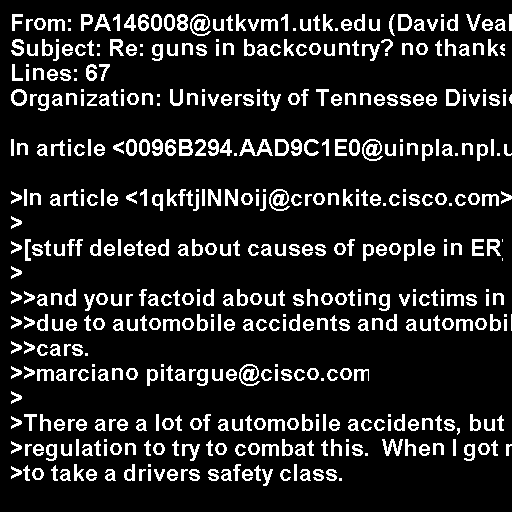 From: PA146008@utkvm1.utk.edu (David Veal
Subject: Re: guns in backcountry? no thanks
Lines: 67
Organization: University of Tennessee Divisi

In article <0096B294.AAD9C1E0@uinpla.npl.u

>In article <1qkftjINNoij@cronkite.cisco.com>
>
>[stuff deleted about causes of people in ER]
>
>>and your factoid about shooting victims in
>>due to automobile accidents and automobil
>>cars.
>>marciano pitargue@cisco.com
>
>There are a lot of automobile accidents, but
>regulation to try to combat this.  When I got
>to take a drivers safety class.